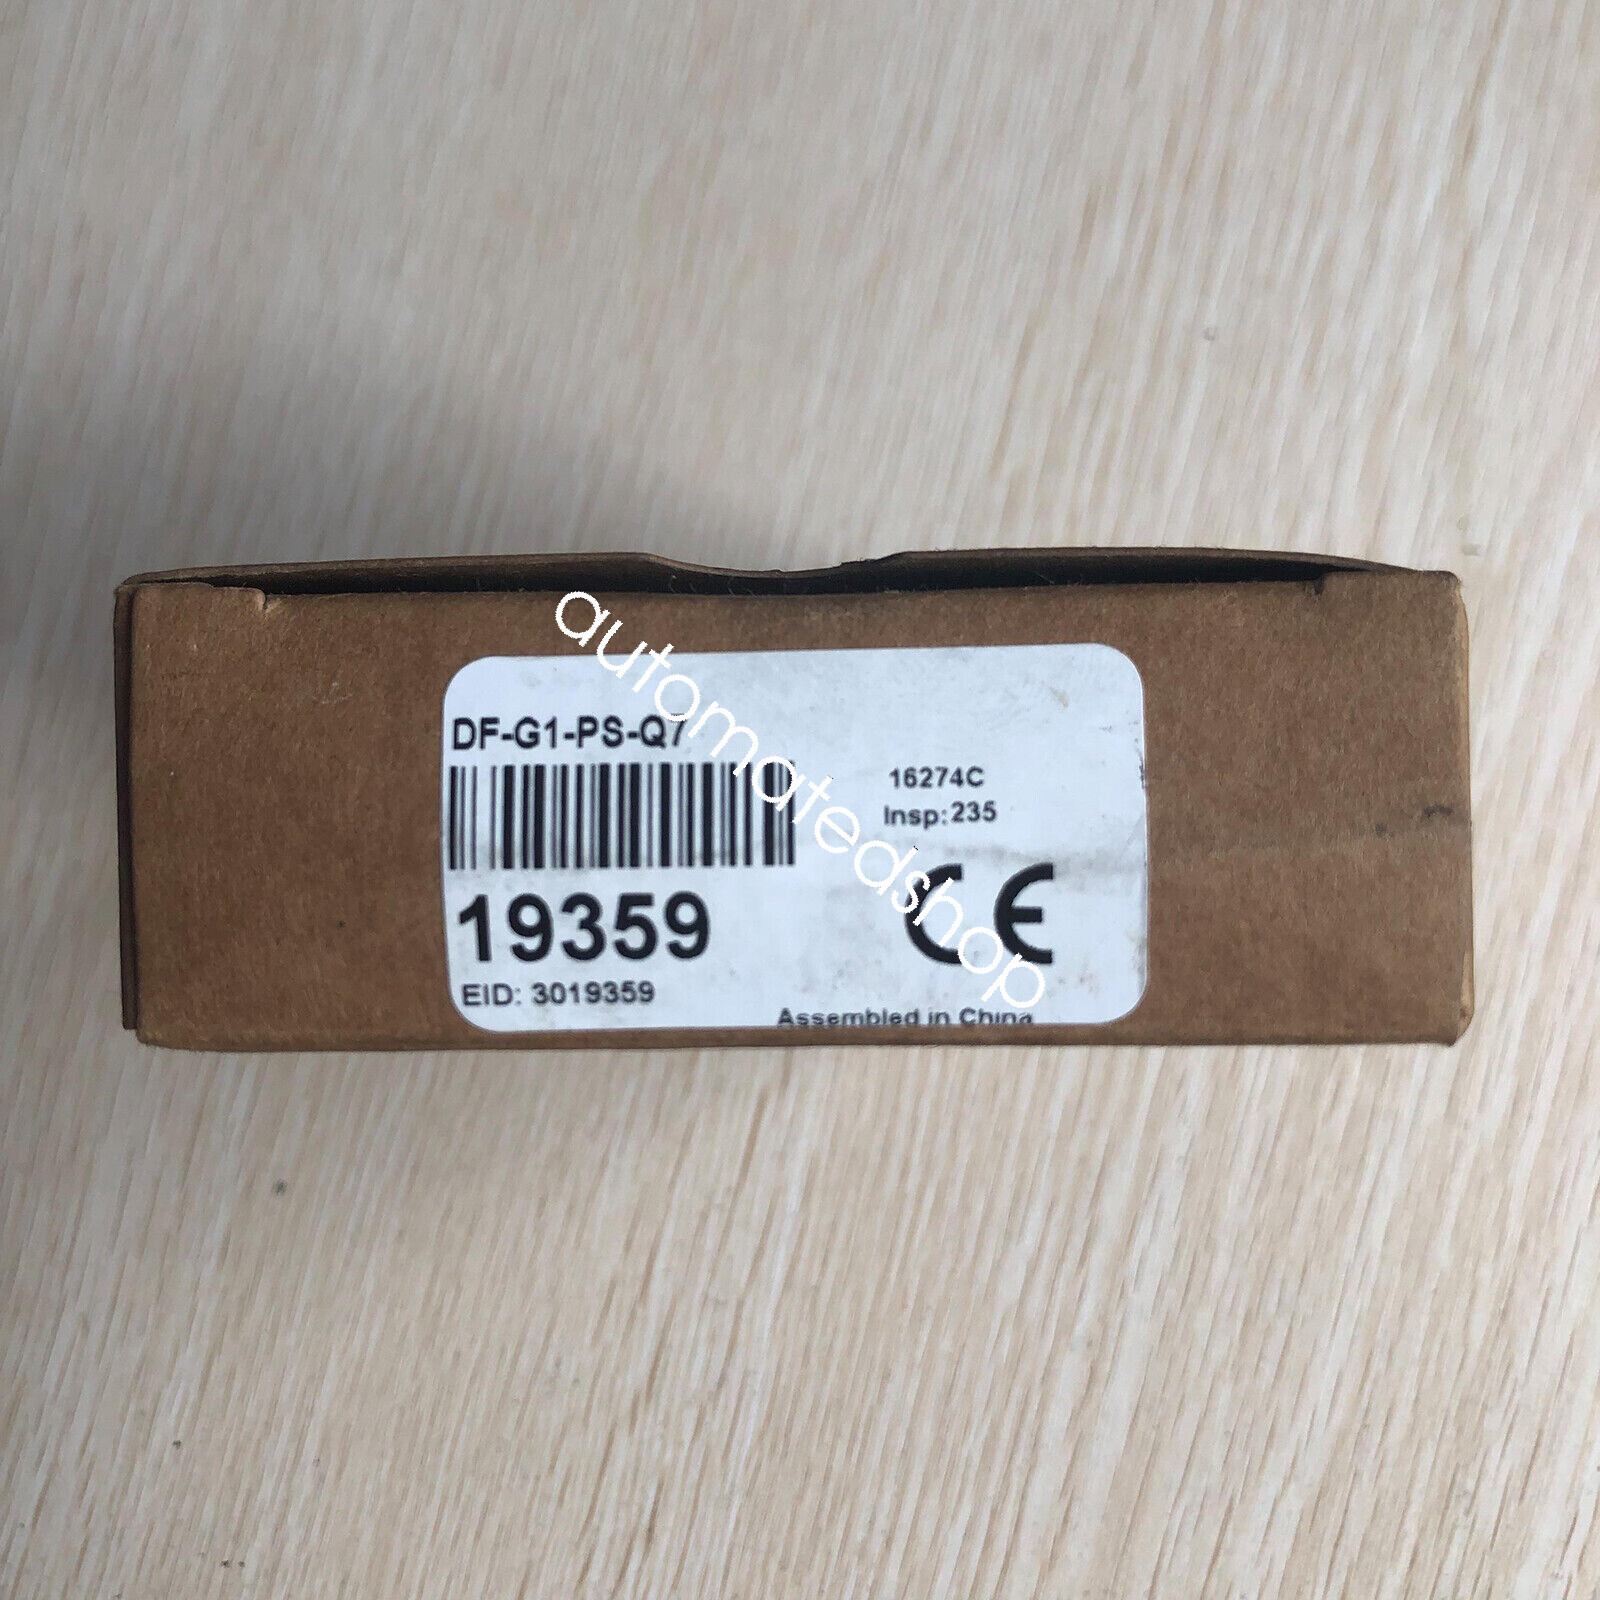 DF-G1-PS-Q7
16274C
Insp:235
19359
CE
EID: 3019359
Assembled in China
automatedshop